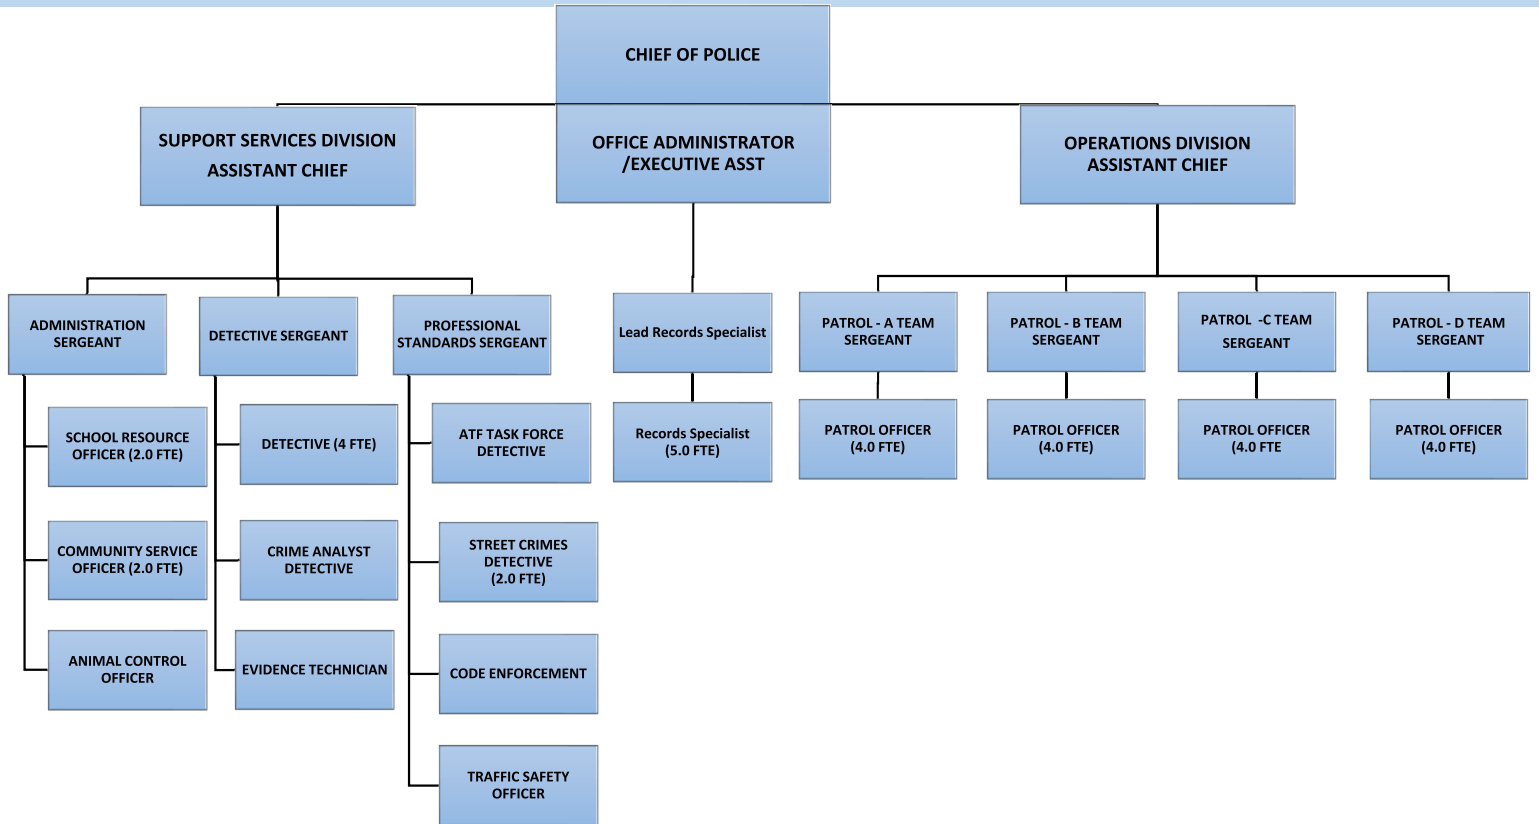 CHIEF OF POLICE
SUPPORT SERVICES DIVISION
ASSISTANT CHIEF
OFFICE ADMINISTRATOR
/EXECUTIVE ASST
OPERATIONS DIVISION
ASSISTANT CHIEF
ADMINISTRATION
SERGEANT
DETECTIVE SERGEANT
PROFESSIONAL
STANDARDS SERGEANT
Lead Records Specialist
PATROL - A TEAM
SERGEANT
PATROL - B TEAM
SERGEANT
PATROL -C TEAM
SERGEANT
PATROL - D TEAM
SERGEANT
SCHOOL RESOURCE
OFFICER (2.0 FTE)
DETECTIVE (4 FTE)
ATF TASK FORCE
DETECTIVE
Records Specialist
(5.0 FTE)
PATROL OFFICER
(4.0 FTE)
PATROL OFFICER
(4.0 FTE)
PATROL OFFICER
(4.0 FTE
PATROL OFFICER
(4.0 FTE)
COMMUNITY SERVICE
OFFICER (2.0 FTE)
CRIME ANALYST
DETECTIVE
STREET CRIMES
DETECTIVE
(2.0 FTE)
ANIMAL CONTROL
OFFICER
EVIDENCE TECHNICIAN
CODE ENFORCEMENT
TRAFFIC SAFETY
OFFICER